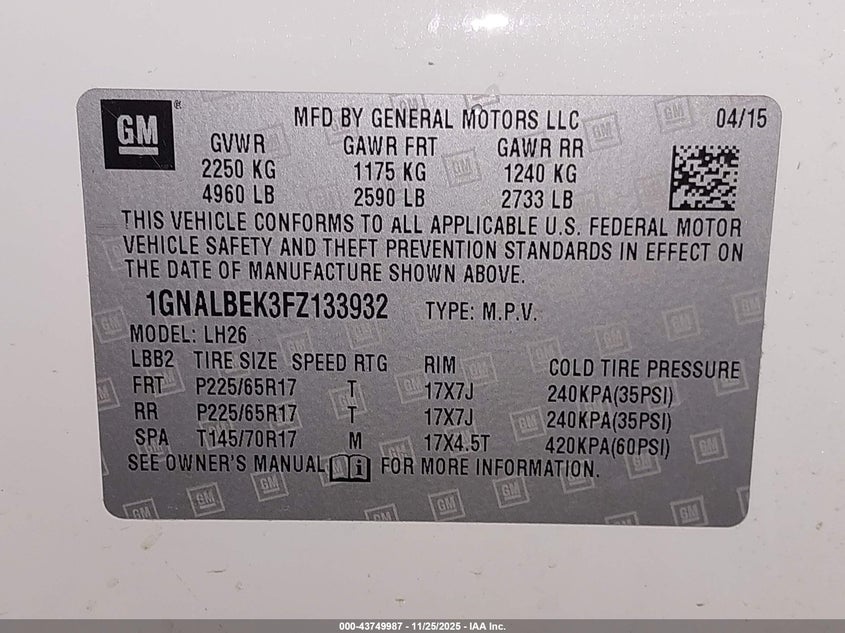 GM
MFD BY GENERAL MOTORS LLC 04/15
GVWR GAWR FRT GAWR RR
2250 KG 1175 KG 1240 KG
4960 LB 2590 LB 2733 LB
THIS VEHICLE CONFORMS TO ALL APPLICABLE U.S. FEDERAL MOTOR
VEHICLE SAFETY AND THEFT PREVENTION STANDARDS IN EFFECT ON
THE DATE OF MANUFACTURE SHOWN ABOVE.
1GNALBEK3FZ133932 TYPE: M.P.V.
MODEL: LH26
LBB2 TIRE SIZE SPEED RTG RIM COLD TIRE PRESSURE
FRT P225/65R17 T 17X7J 240KPA(35PSI)
RR P225/65R17 T 17X7J 240KPA(35PSI)
SPA T145/70R17 M 17X4.5T 420KPA(60PSI)
SEE OWNER'S MANUAL FOR MORE INFORMATION.
000-43749987 - 11/25/2025 - IAA Inc.